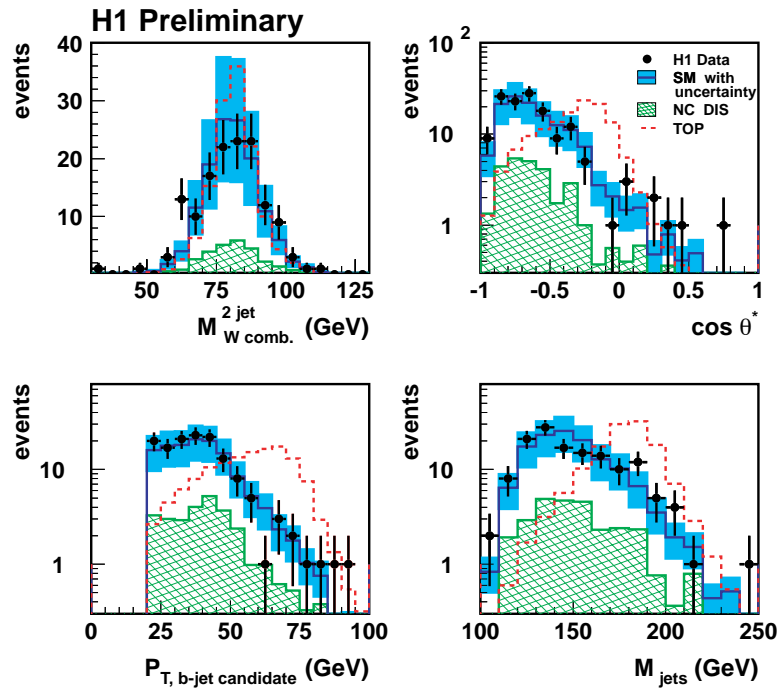 H1 Preliminary
events
40
30
20
10
50 75 100 125
M 2 jet W comb. (GeV)
events
10 2
10
1
-1 -0.5 0 0.5 1
cos θ*
H1 Data
SM with
uncertainty
NC DIS
TOP
events
10
1
0 25 50 75 100
P T, b-jet candidate (GeV)
events
10
1
100 150 200 250
M jets (GeV)